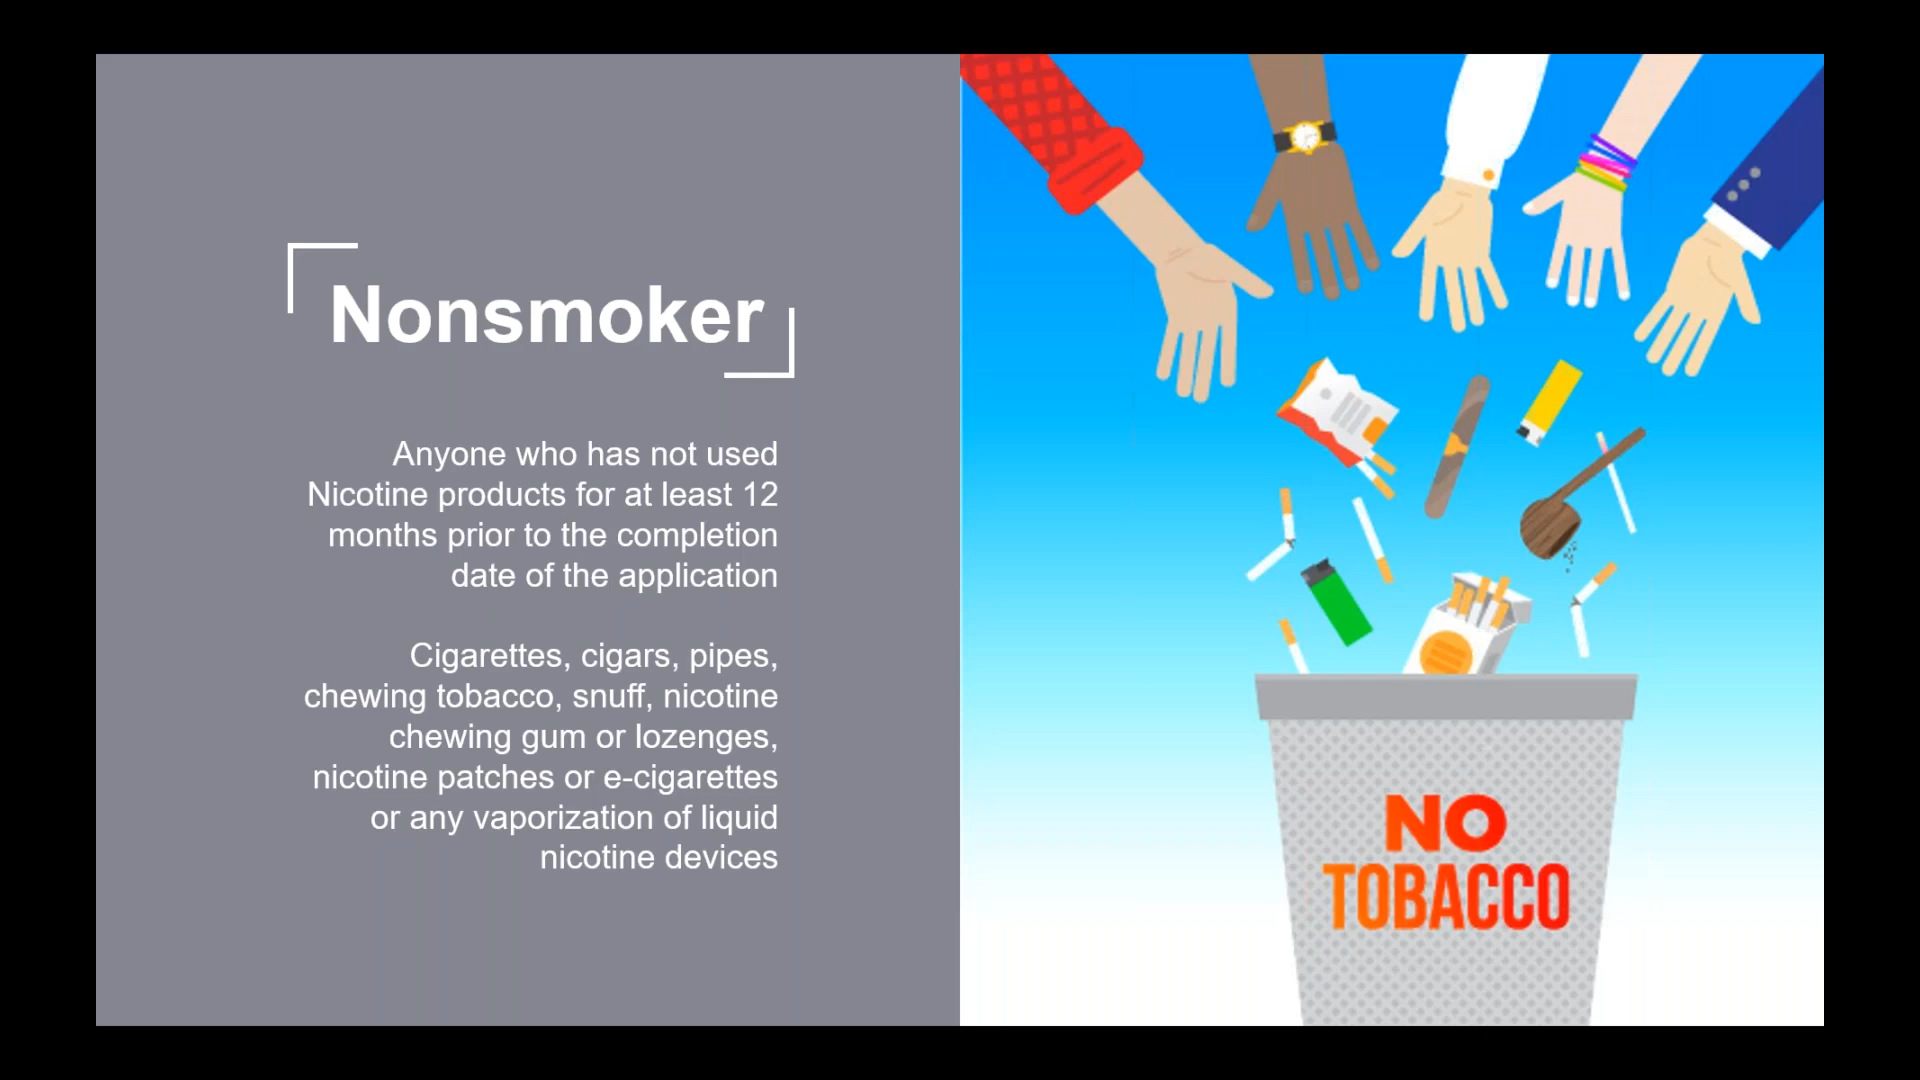 Nonsmoker
Anyone who has not used
Nicotine products for at least 12
months prior to the completion
date of the application
Cigarettes, cigars, pipes,
chewing tobacco, snuff, nicotine
chewing gum or lozenges,
nicotine patches or e-cigarettes
or any vaporization of liquid
nicotine devices
NO
TOBACCO